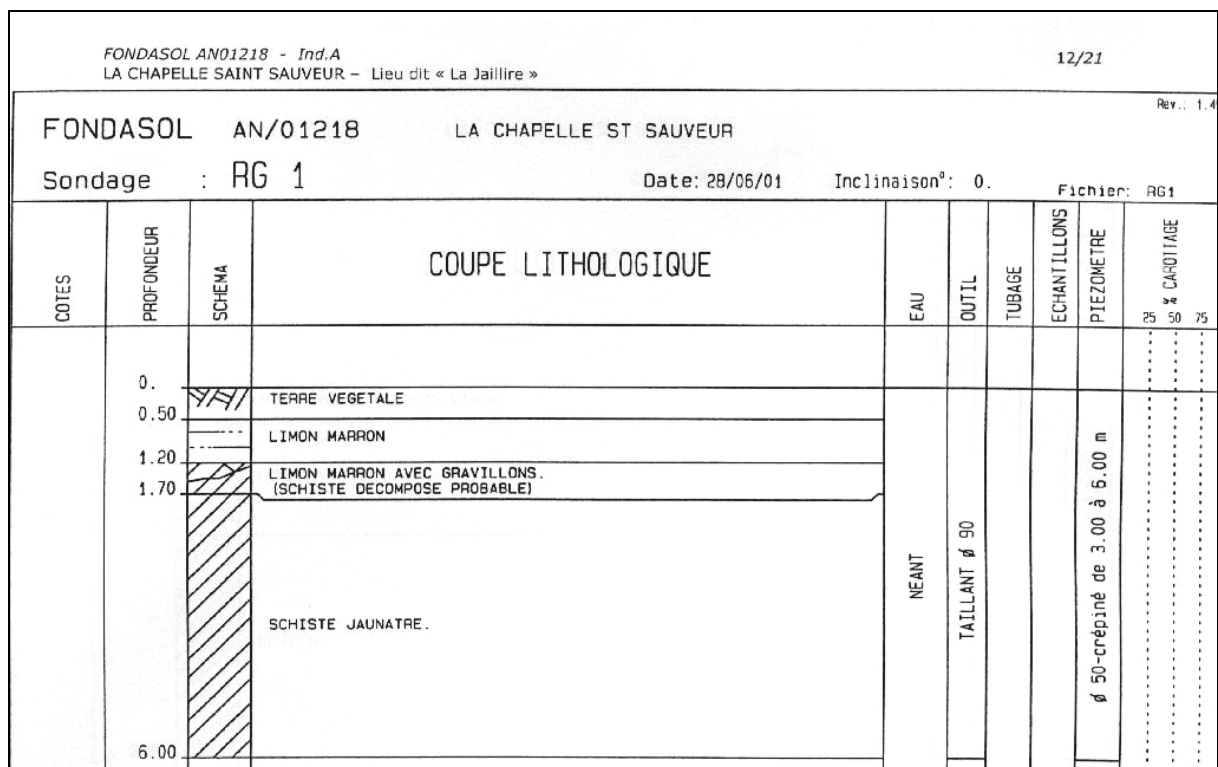 FONDASOL AN01218 - Ind.A
12/21
LA CHAPELLE SAINT SAUVEUR – Lieu dit « La Jaillire »
Rev.: 1.4
FONDASOL AN/01218 LA CHAPELLE ST SAUVEUR
Sondage : RG 1 Date: 28/06/01 Inclinaison°: 0. Fichier: RG1
COTES
PROFONDEUR
SCHEMA
COUPE LITHOLOGIQUE
EAU
OUTIL
TUBAGE
ECHANTILLONS
PIEZOMETRE
% CAROTTAGE
25 50 75
0.
TERRE VEGETALE
0.50
LIMON MARRON
1.20
LIMON MARRON AVEC GRAVILLONS.
(SCHISTE DECOMPOSE PROBABLE)
1.70
SCHISTE JAUNATRE.
6.00
NEANT
TAILLANT ø 90
ø 50-crépiné de 3.00 à 6.00 m